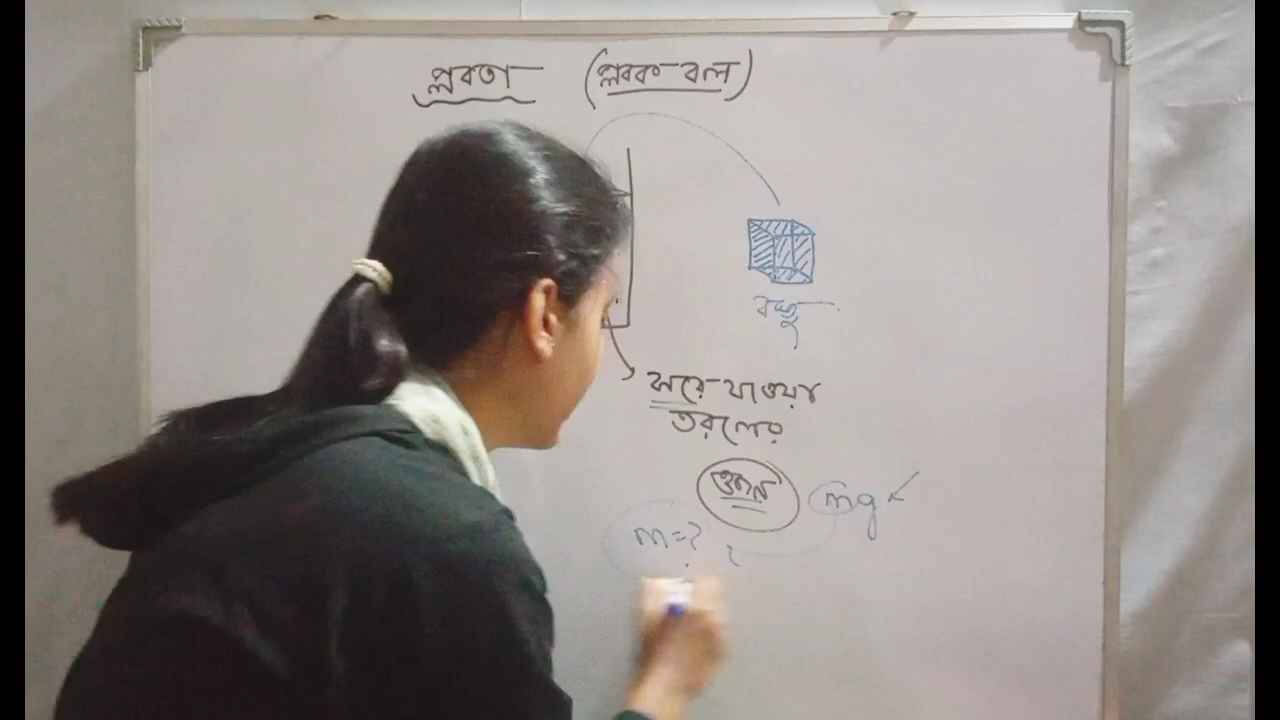 প্লবতা (প্লবক বল)
বস্তু
সরে যাওয়া
তরলের
ওজন mg
m=?